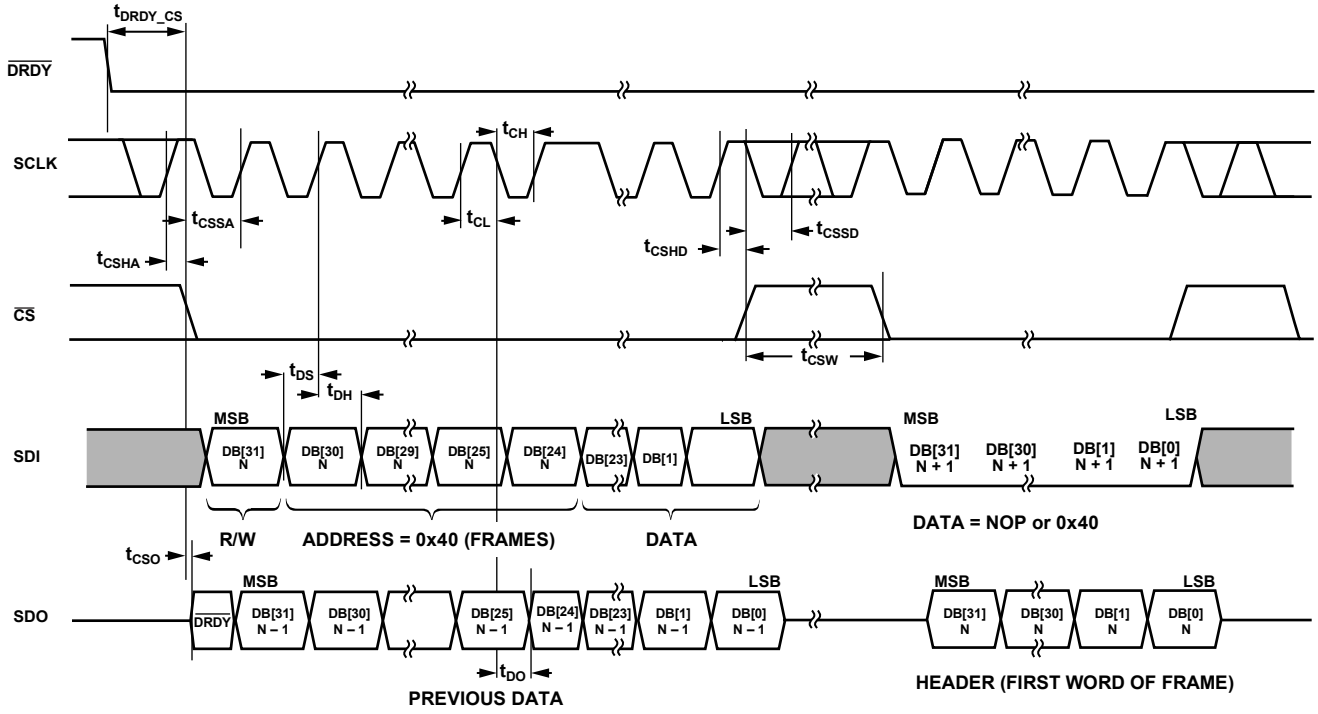 tDRDY_CS
DRDY
SCLK
tCH
tCSSA
tCL
tCSHD
tCSSD
tCSHA
CS
tCSW
tDS
tDH
MSB
LSB
MSB
LSB
SDI
DB[31] N
DB[30] N
DB[29] N
DB[25] N
DB[24] N
DB[23]
DB[1]
DB[31] N + 1
DB[30] N + 1
DB[1] N + 1
DB[0] N + 1
R/W
ADDRESS = 0x40 (FRAMES)
DATA
DATA = NOP or 0x40
tCSO
MSB
LSB
MSB
LSB
SDO
DRDY
DB[31] N – 1
DB[30] N – 1
DB[25] N – 1
DB[24] N – 1
DB[23] N – 1
DB[1] N – 1
DB[0] N – 1
DB[31] N
DB[30] N
DB[1] N
DB[0] N
tDO
PREVIOUS DATA
HEADER (FIRST WORD OF FRAME)